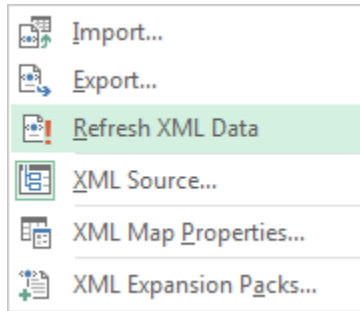 Import...
Export...
Refresh XML Data
XML Source...
XML Map Properties...
XML Expansion Packs...